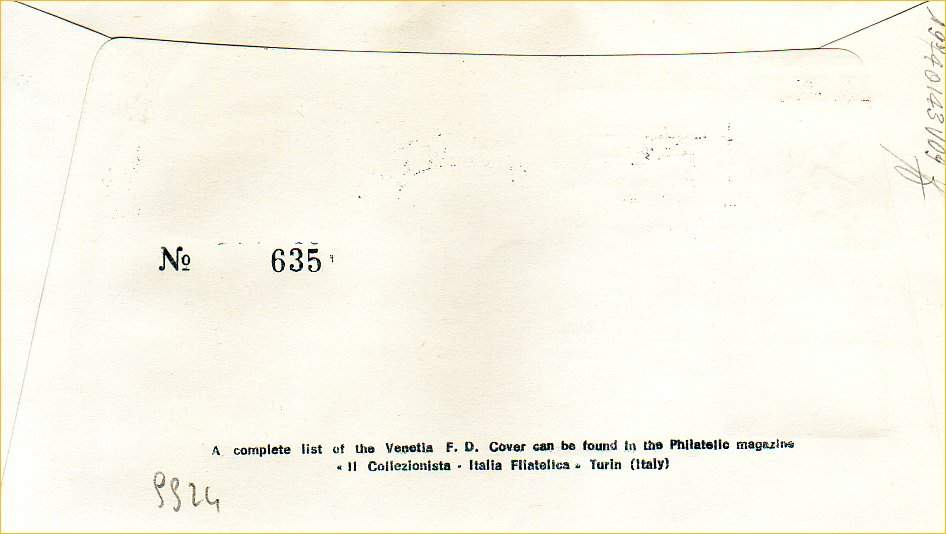 № 635
A complete list of the Venetia F. D. Cover can be found in the Philatelic magazine
« Il Collezionista - Italia Filatelica » Turin (Italy)
9924